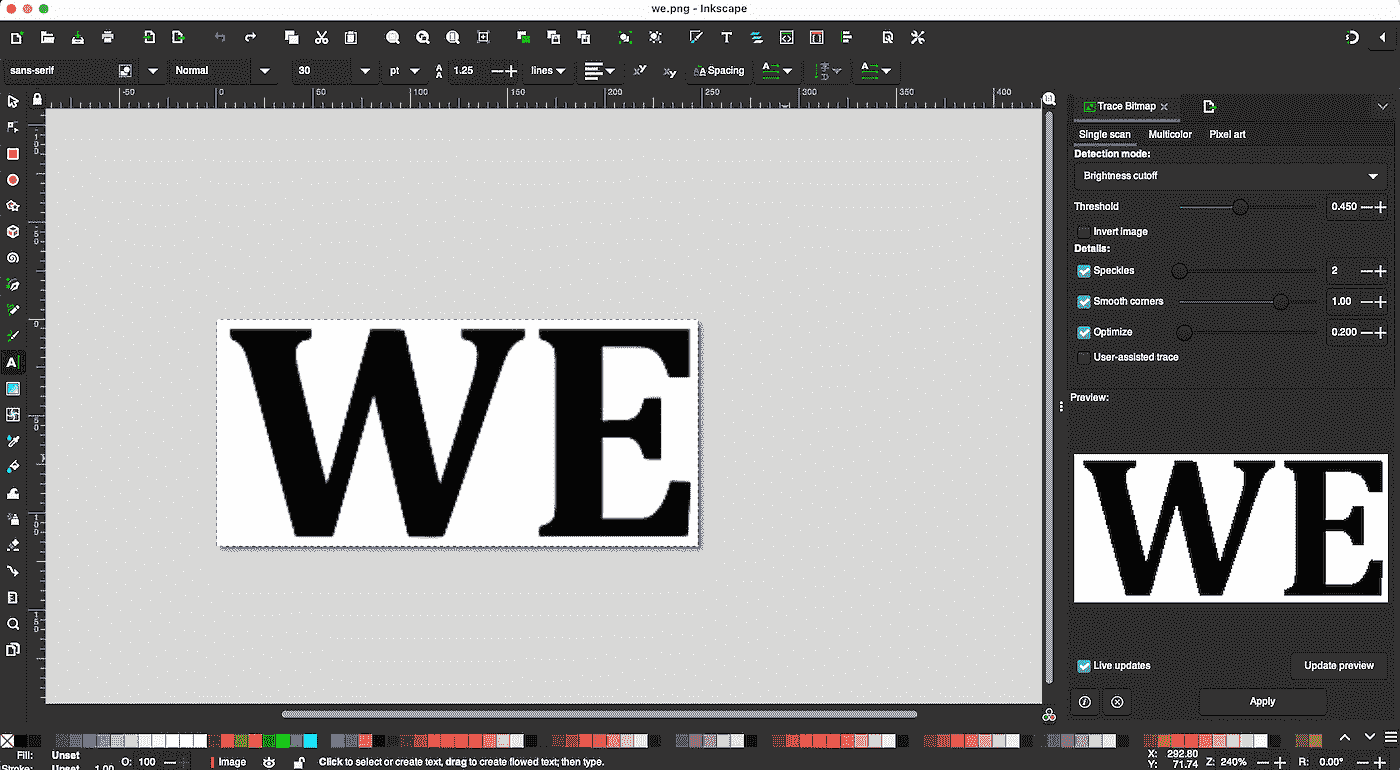 we.png - Inkscape
sans-serif Normal 30 pt 1.25 lines Spacing
-50 0 50 100 150 200 250 300 350 400
Trace Bitmap
Single scan Multicolor Pixel art
Detection mode:
Brightness cutoff
Threshold 0.450
Invert image
Details:
Speckles 2
Smooth corners 1.00
Optimize 0.200
User-assisted trace
Preview:
WE
WE
Live updates Update preview
Apply
Fill: Unset O: 100 Image Click to select or create text, drag to create flowed text; then type. X: 292.80 Z: 240% R: 0.00°
Stroke: Unset 1.00 Y: 71.74